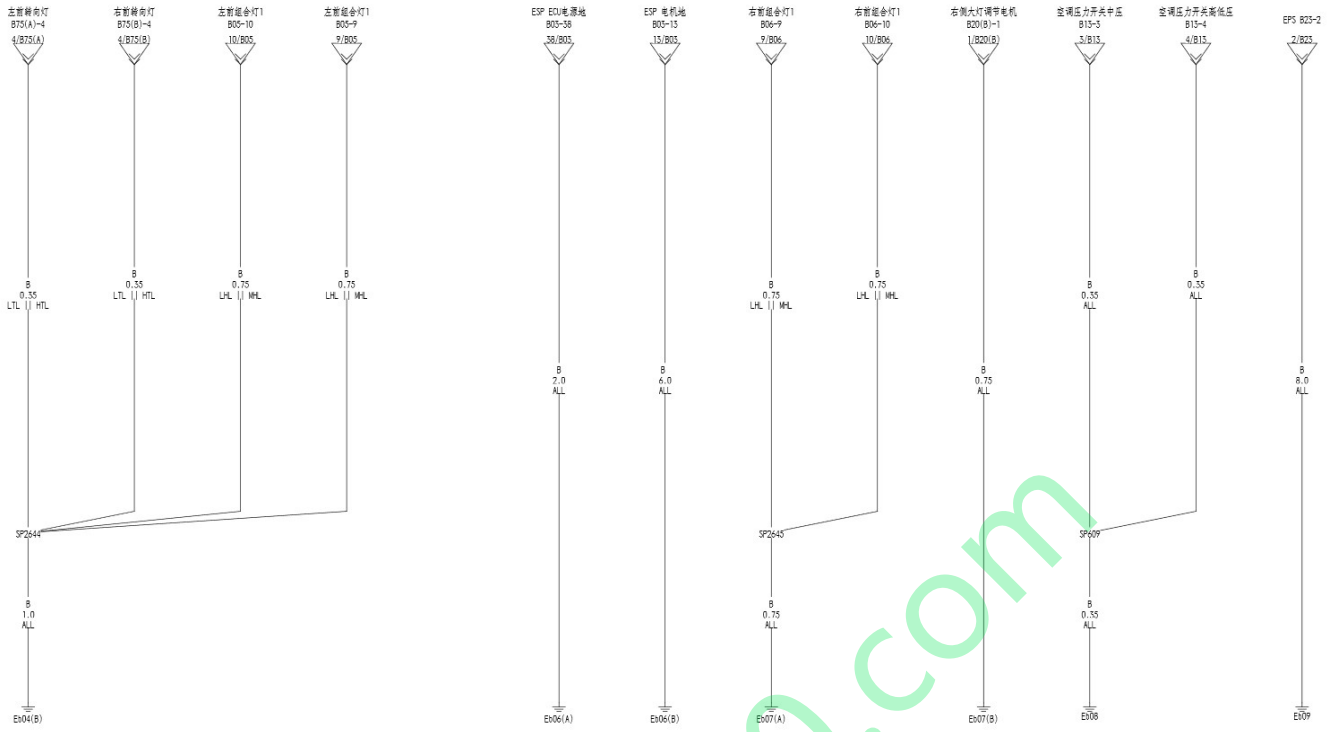 左前转向灯
B75(A)-4
4/B75(A)
右前转向灯
B75(B)-4
4/B75(B)
左前组合灯1
B05-10
10/B05
左前组合灯1
B05-9
9/B05
ESP ECU电源地
B03-38
38/B03
ESP 电机地
B03-13
13/B03
右前组合灯1
B06-9
9/B06
右前组合灯1
B06-10
10/B06
右侧大灯调节电机
B20(B)-1
1/B20(B)
空调压力开关中压
B13-3
3/B13
空调压力开关高低压
B13-4
4/B13
EPS B23-2
2/B23
B
0.35
LTL || HTL
B
0.35
LTL || HTL
B
0.75
LHL || MHL
B
0.75
LHL || MHL
B
2.0
ALL
B
6.0
ALL
B
0.75
LHL || MHL
B
0.75
LHL || MHL
B
0.75
ALL
B
0.35
ALL
B
0.35
ALL
B
8.0
ALL
SP2644
SP2645
SP609
B
1.0
ALL
B
0.75
ALL
B
0.35
ALL
Eb04(B)
Eb06(A)
Eb06(B)
Eb07(A)
Eb07(B)
Eb08
Eb09
.com